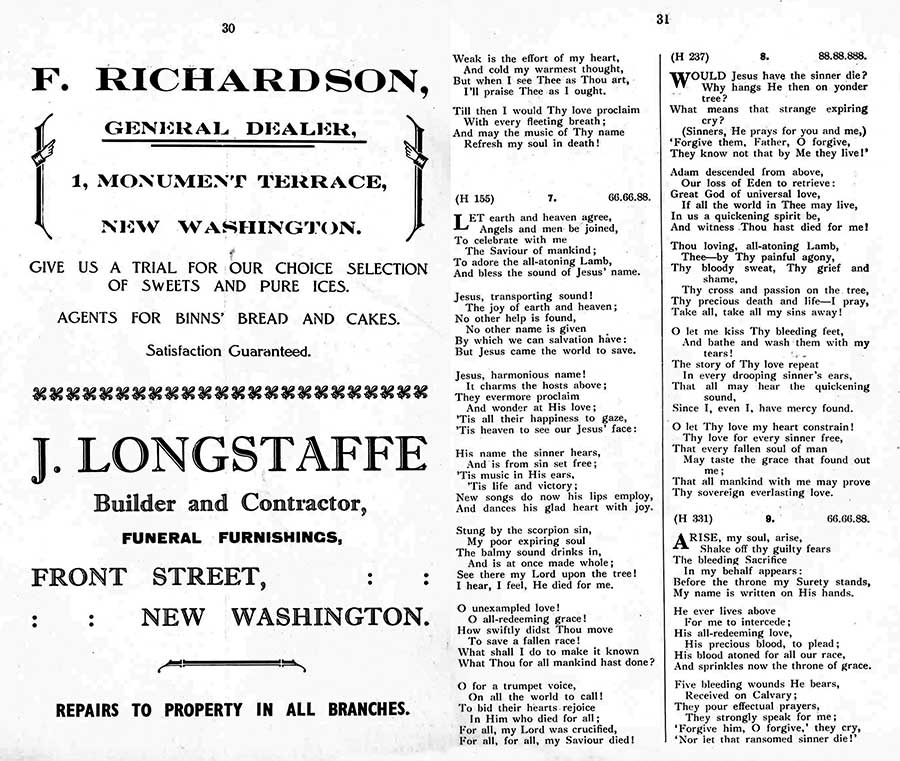 30
F. RICHARDSON,
GENERAL DEALER,
1, MONUMENT TERRACE,
NEW WASHINGTON.
GIVE US A TRIAL FOR OUR CHOICE SELECTION
OF SWEETS AND PURE ICES.
AGENTS FOR BINNS' BREAD AND CAKES.
Satisfaction Guaranteed.
J. LONGSTAFFE
Builder and Contractor,
FUNERAL FURNISHINGS,
FRONT STREET, : :
: : NEW WASHINGTON.
REPAIRS TO PROPERTY IN ALL BRANCHES.
31
Weak is the effort of my heart,
And cold my warmest thought,
But when I see Thee as Thou art,
I'll praise Thee as I ought.
Till then I would Thy love proclaim
With every fleeting breath;
And may the music of Thy name
Refresh my soul in death!
(H 155) 7. 66.66.88.
LET earth and heaven agree,
Angels and men be joined,
To celebrate with me
The Saviour of mankind;
To adore the all-atoning Lamb,
And bless the sound of Jesus' name.
Jesus, transporting sound!
The joy of earth and heaven;
No other help is found,
No other name is given
By which we can salvation have:
But Jesus came the world to save.
Jesus, harmonious name!
It charms the hosts above;
They evermore proclaim
And wonder at His love;
'Tis all their happiness to gaze,
'Tis heaven to see our Jesus' face:
His name the sinner hears,
And is from sin set free;
'Tis music in His ears,
'Tis life and victory;
New songs do now his lips employ,
And dances his glad heart with joy.
Stung by the scorpion sin,
My poor expiring soul
The balmy sound drinks in,
And is at once made whole;
See there my Lord upon the tree!
I hear, I feel, He died for me.
O unexampled love!
O all-redeeming grace!
How swiftly didst Thou move
To save a fallen race!
What shall I do to make it known
What Thou for all mankind hast done?
O for a trumpet voice,
On all the world to call!
To bid their hearts rejoice
In Him who died for all;
For all, my Lord was crucified,
For all, for all, my Saviour died!
(H 237) 8. 88.88.888.
WOULD Jesus have the sinner die?
Why hangs He then on yonder
tree?
What means that strange expiring
cry?
(Sinners, He prays for you and me,)
'Forgive them, Father, O forgive,
They know not that by Me they live!'
Adam descended from above,
Our loss of Eden to retrieve:
Great God of universal love,
If all the world in Thee may live,
In us a quickening spirit be,
And witness Thou hast died for me!
Thou loving, all-atoning Lamb,
Thee—by Thy painful agony,
Thy bloody sweat, Thy grief and
shame,
Thy cross and passion on the tree,
Thy precious death and life—I pray,
Take all, take all my sins away!
O let me kiss Thy bleeding feet,
And bathe and wash them with my
tears!
The story of Thy love repeat
In every drooping sinner's ears,
That all may hear the quickening
sound,
Since I, even I, have mercy found.
O let Thy love my heart constrain!
Thy love for every sinner free,
That every fallen soul of man
May taste the grace that found out
me;
That all mankind with me may prove
Thy sovereign everlasting love.
(H 331) 9. 66.66.88.
ARISE, my soul, arise,
Shake off thy guilty fears
The bleeding Sacrifice
In my behalf appears:
Before the throne my Surety stands,
My name is written on His hands.
He ever lives above
For me to intercede;
His all-redeeming love,
His precious blood, to plead;
His blood atoned for all our race,
And sprinkles now the throne of grace.
Five bleeding wounds He bears,
Received on Calvary;
They pour effectual prayers,
They strongly speak for me;
'Forgive him, O forgive,' they cry,
'Nor let that ransomed sinner die!'